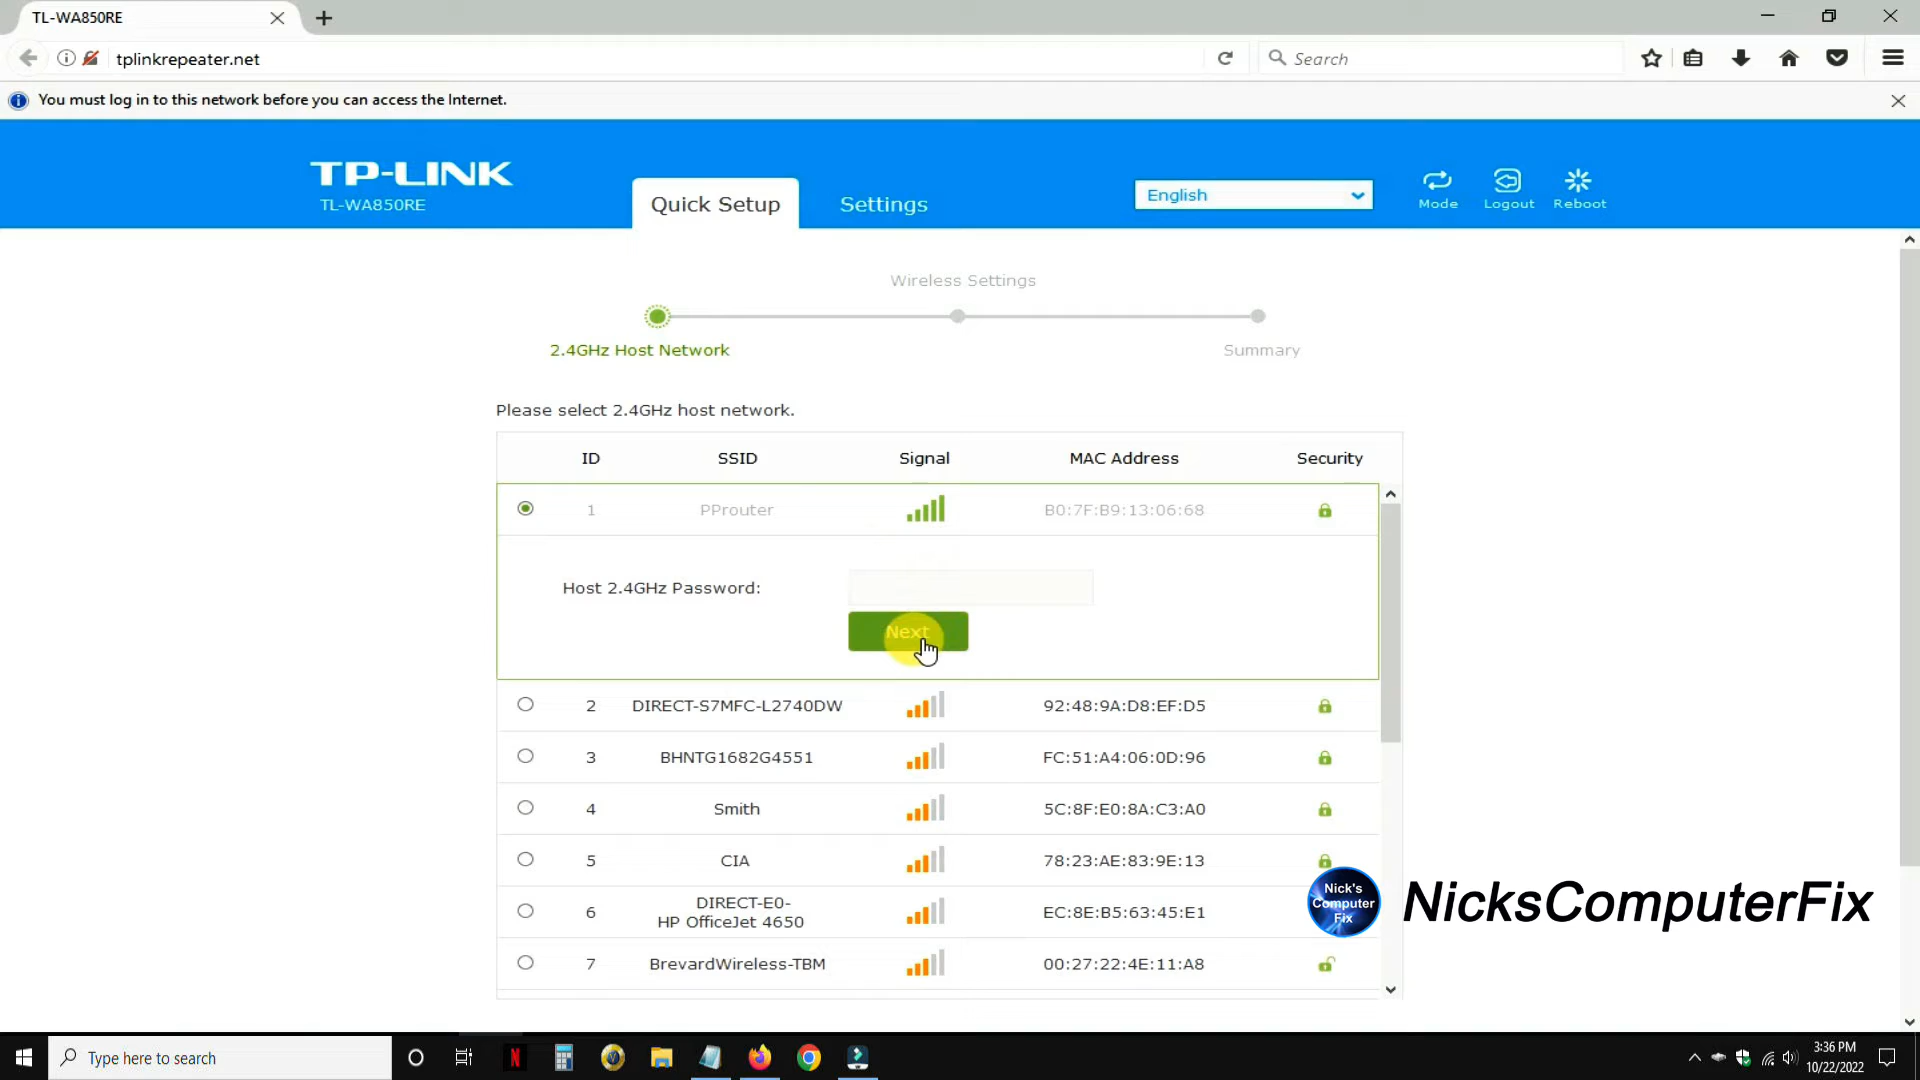 TL-WA850RE
tplinkrepeater.net
Search
You must log in to this network before you can access the Internet.
TP-LINK
TL-WA850RE
Quick Setup
Settings
English
Mode
Logout
Reboot
Wireless Settings
2.4GHz Host Network
Summary
Please select 2.4GHz host network.
ID SSID Signal MAC Address Security
1 PProuter B0:7F:B9:13:06:68
Host 2.4GHz Password:
Next
2 DIRECT-S7MFC-L2740DW 92:48:9A:D8:EF:D5
3 BHNTG1682G4551 FC:51:A4:06:0D:96
4 Smith 5C:8F:E0:8A:C3:A0
5 CIA 78:23:AE:83:9E:13
DIRECT-E0-
6 HP OfficeJet 4650 EC:8E:B5:63:45:E1
7 BrevardWireless-TBM 00:27:22:4E:11:A8
Nick's
Computer
Fix
NicksComputerFix
Type here to search
3:36 PM
10/22/2022